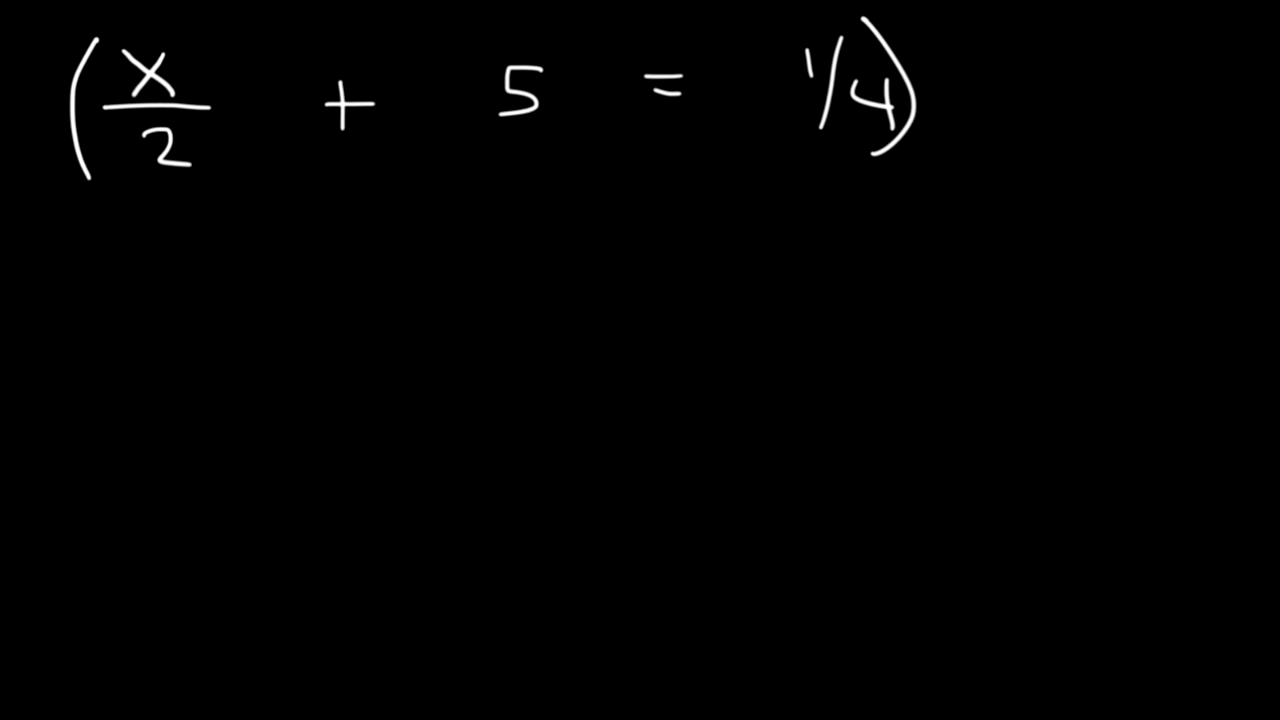 (x/2 + 5 = 1/4)